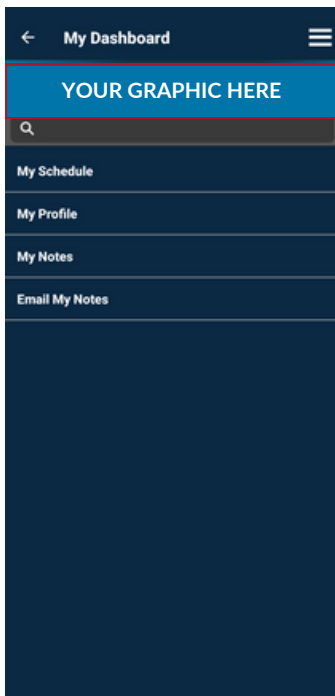 My Dashboard
YOUR GRAPHIC HERE
My Schedule
My Profile
My Notes
Email My Notes